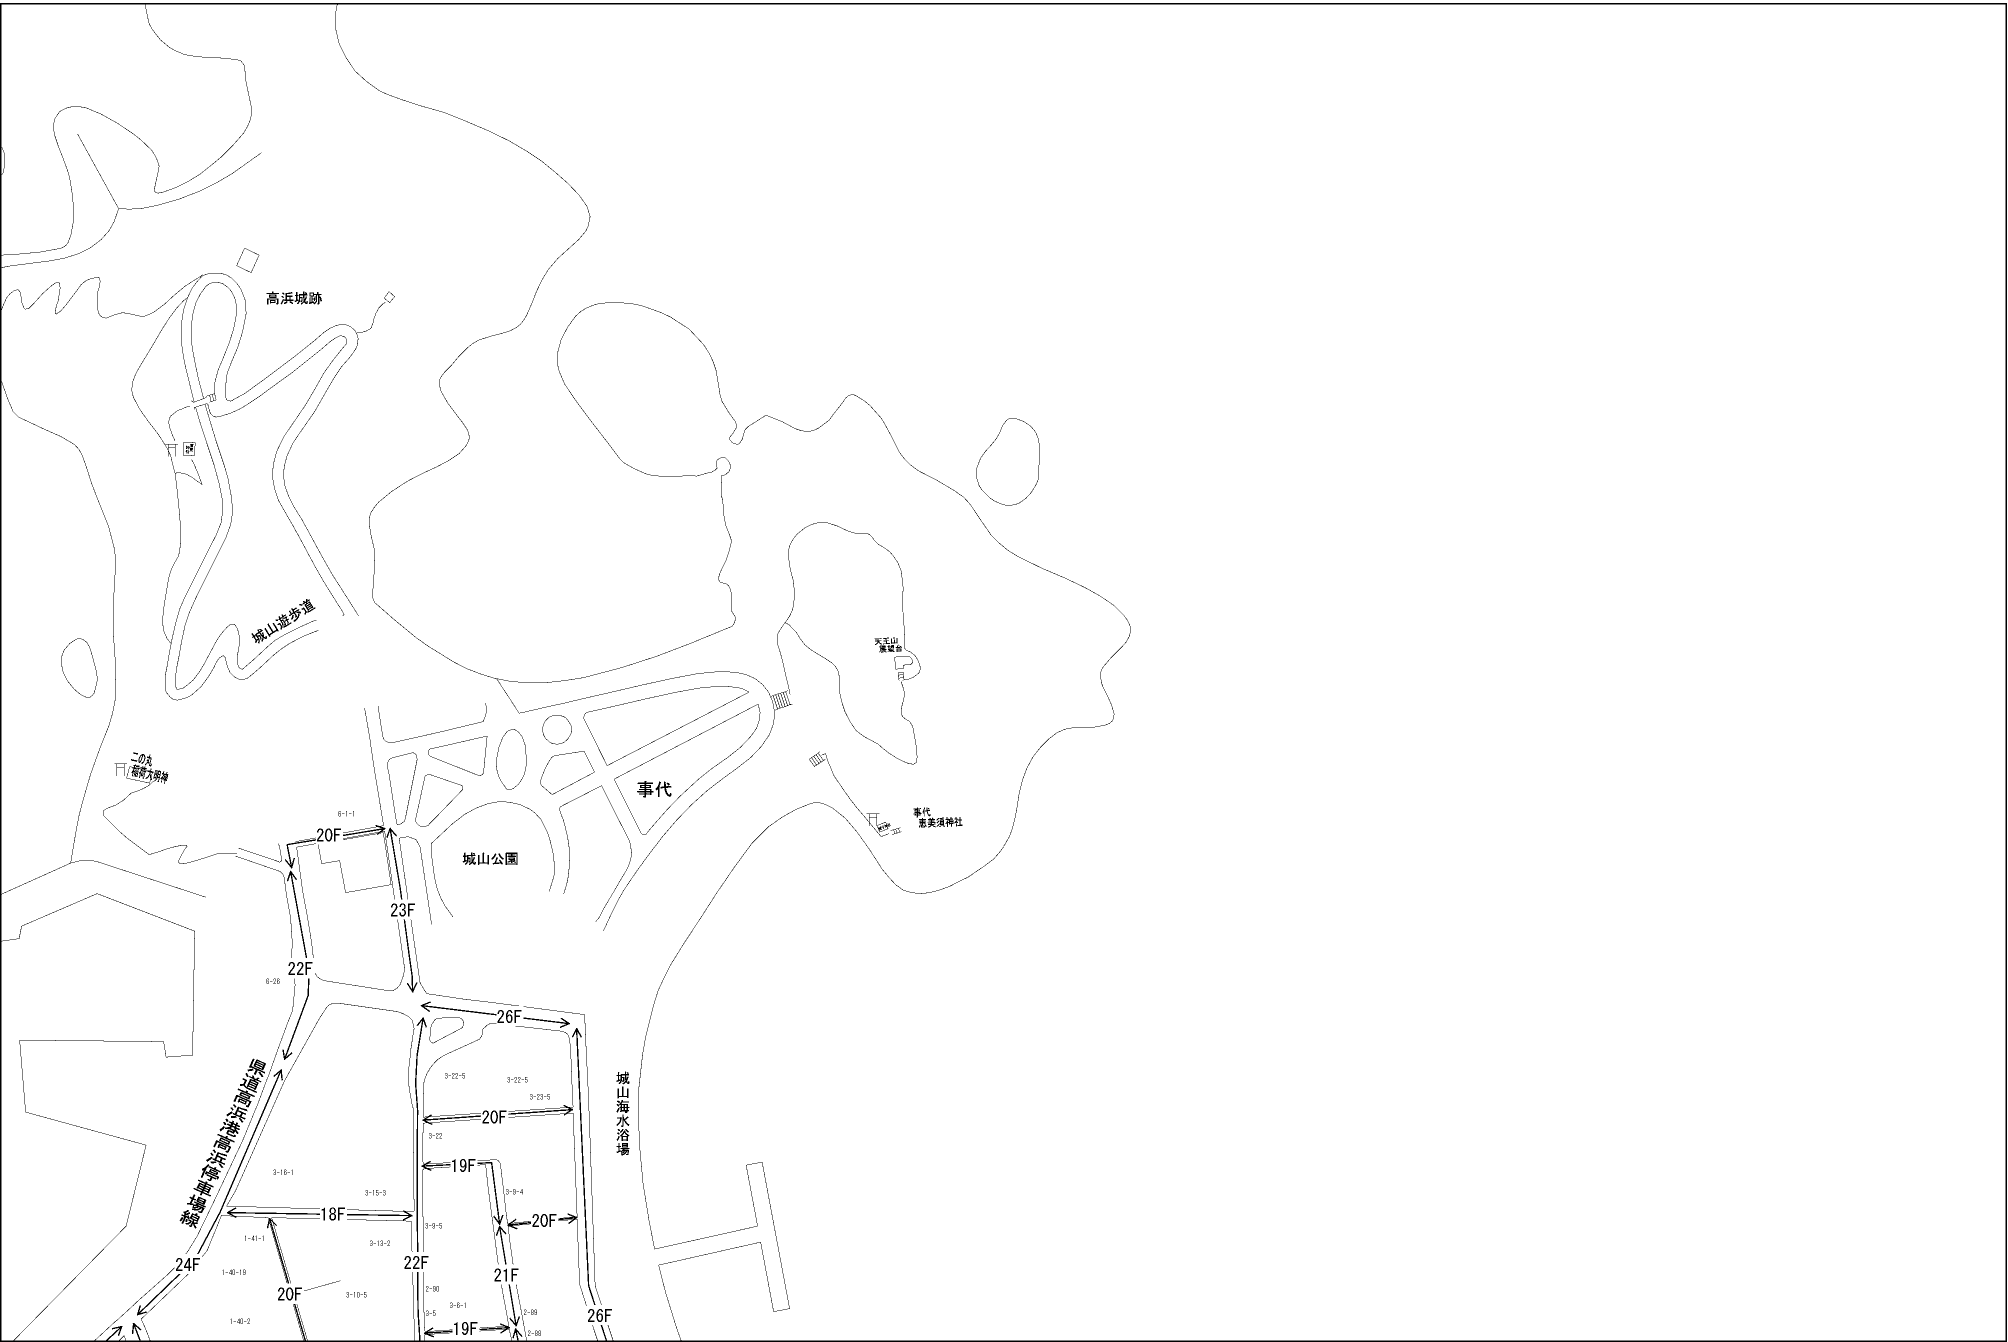 高浜城跡
城山遊歩道
天王山
展望台
二の丸
稲荷大明神
事代
事代
恵美須神社
6-1-1
20F
城山公園
23F
22F
6-26
26F
県道高浜港高浜停車場線
城山海水浴場
3-22-5
3-22-5
3-23-5
20F
3-22
19F
3-16-1
3-15-3
3-9-4
18F
20F
3-9-5
1-41-1
3-13-2
24F
22F
21F
1-40-19
20F
3-10-5
2-90
3-6-1
3-5
2-89
26F
1-40-2
19F
2-88